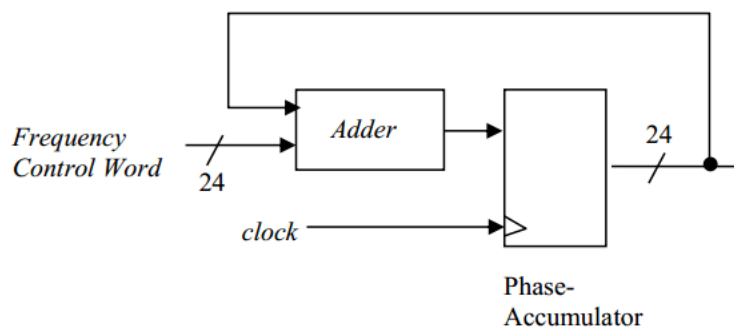 Frequency
Control Word
24
Adder
clock
24
Phase-
Accumulator